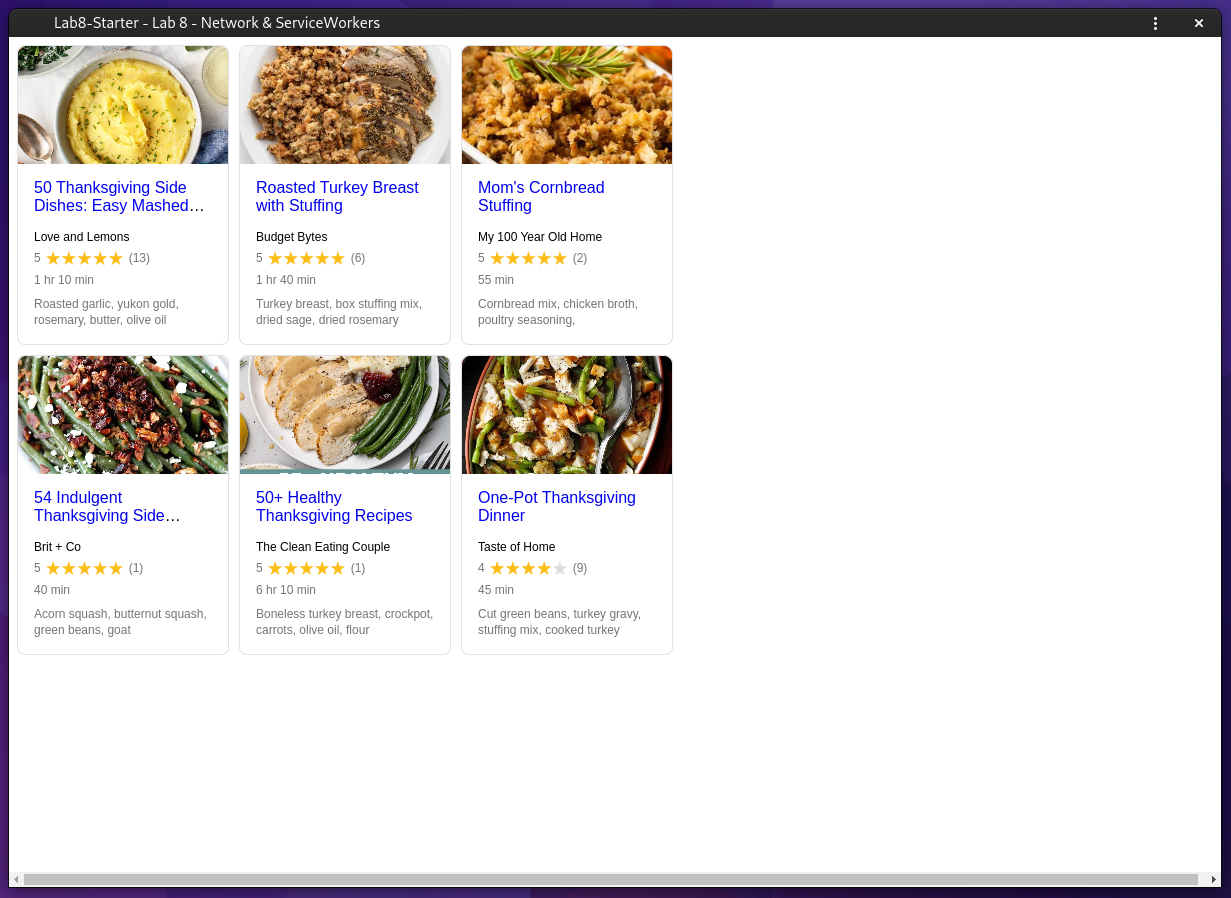 Lab8-Starter - Lab 8 - Network & ServiceWorkers
50 Thanksgiving Side
Dishes: Easy Mashed…
Love and Lemons
5 ★★★★★ (13)
1 hr 10 min
Roasted garlic, yukon gold,
rosemary, butter, olive oil
Roasted Turkey Breast
with Stuffing
Budget Bytes
5 ★★★★★ (6)
1 hr 40 min
Turkey breast, box stuffing mix,
dried sage, dried rosemary
Mom's Cornbread
Stuffing
My 100 Year Old Home
5 ★★★★★ (2)
55 min
Cornbread mix, chicken broth,
poultry seasoning,
54 Indulgent
Thanksgiving Side…
Brit + Co
5 ★★★★★ (1)
40 min
Acorn squash, butternut squash,
green beans, goat
50+ Healthy
Thanksgiving Recipes
The Clean Eating Couple
5 ★★★★★ (1)
6 hr 10 min
Boneless turkey breast, crockpot,
carrots, olive oil, flour
One-Pot Thanksgiving
Dinner
Taste of Home
4 ★★★★★ (9)
45 min
Cut green beans, turkey gravy,
stuffing mix, cooked turkey